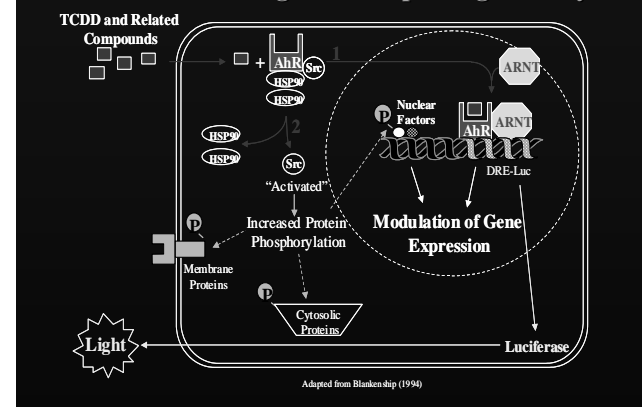 TCDD and Related
Compounds
+
AhR
Src
HSP90
HSP90
1
ARNT
P
Nuclear
Factors
AhR
ARNT
DRE-Luc
2
HSP90
HSP90
Src
“Activated”
Increased Protein
Phosphorylation
Modulation of Gene
Expression
P
Membrane
Proteins
P
Cytosolic
Proteins
Light
Luciferase
Adapted from Blankenship (1994)